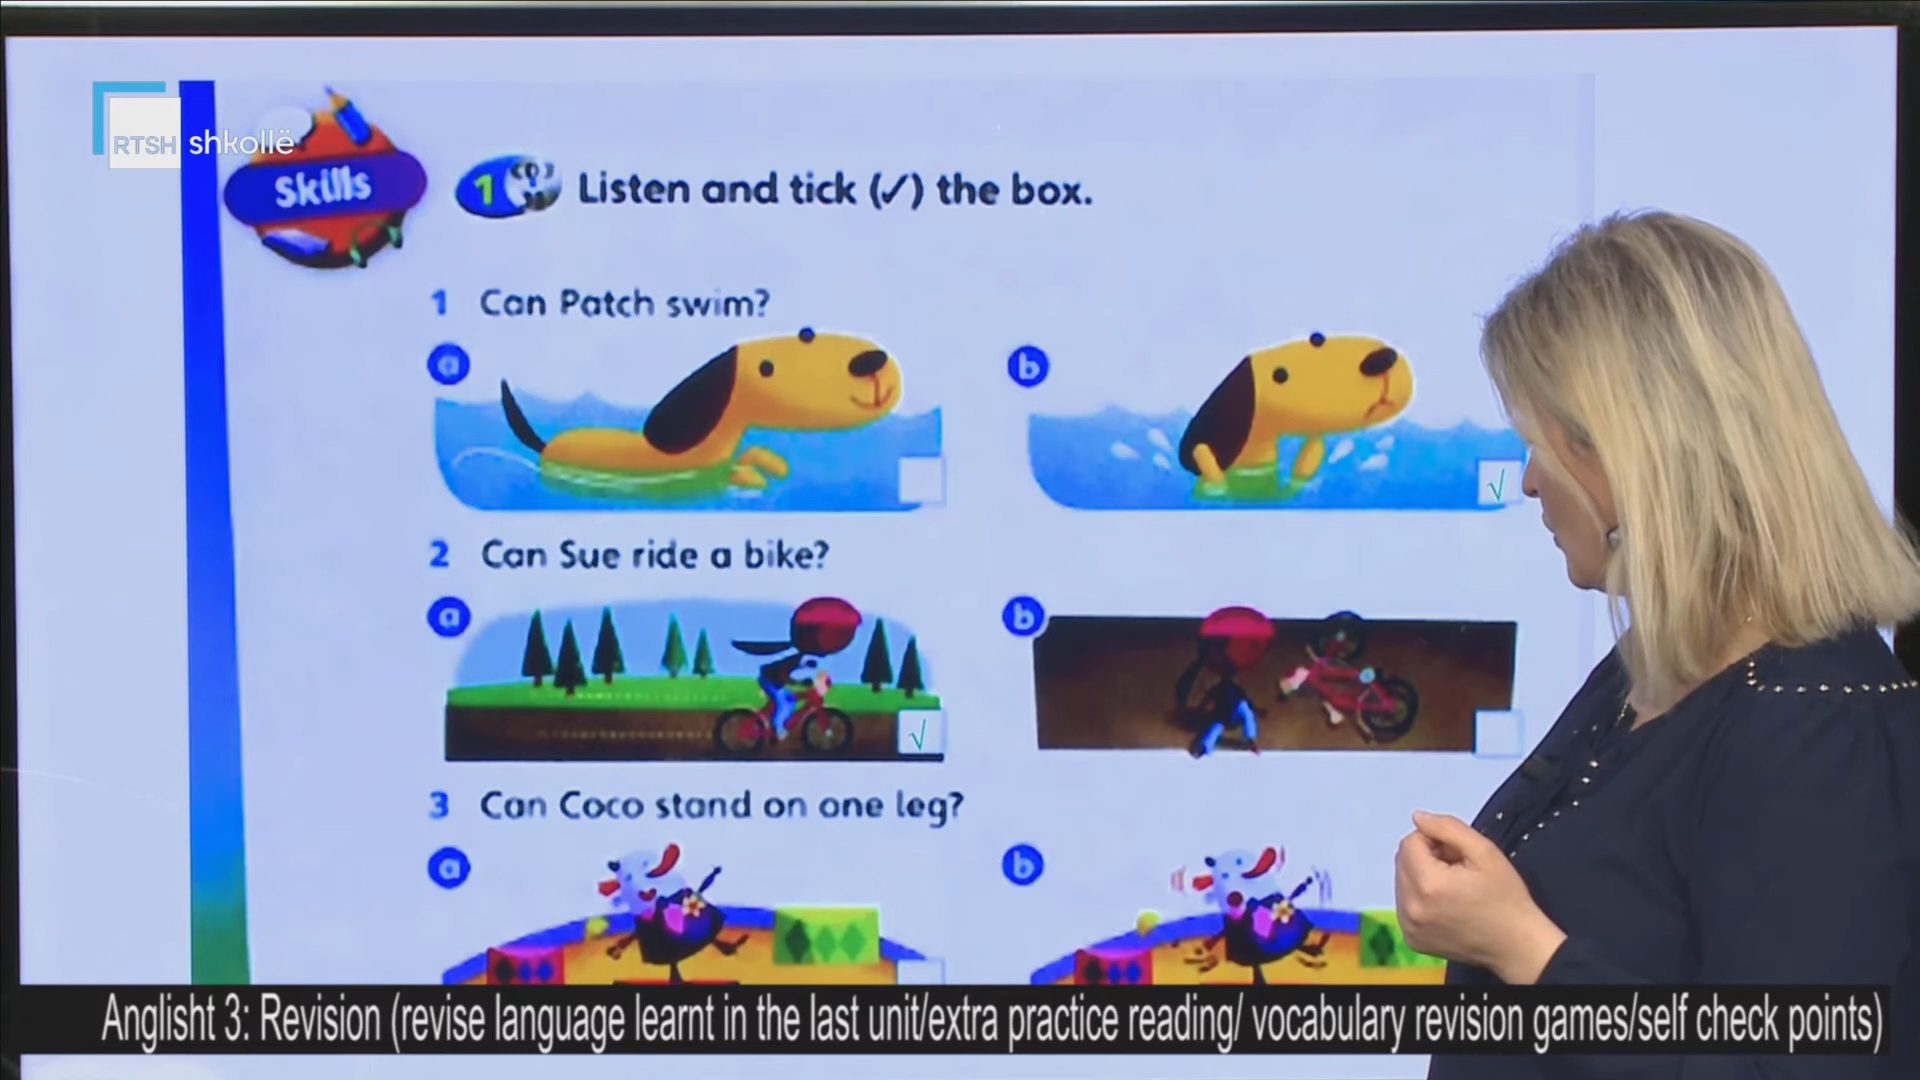 RTSH shkollë
Skills
1 Listen and tick (✓) the box.
1 Can Patch swim?
a
b
√
2 Can Sue ride a bike?
a
b
√
3 Can Coco stand on one leg?
a
b
Anglisht 3: Revision (revise language learnt in the last unit/extra practice reading/ vocabulary revision games/self check points)